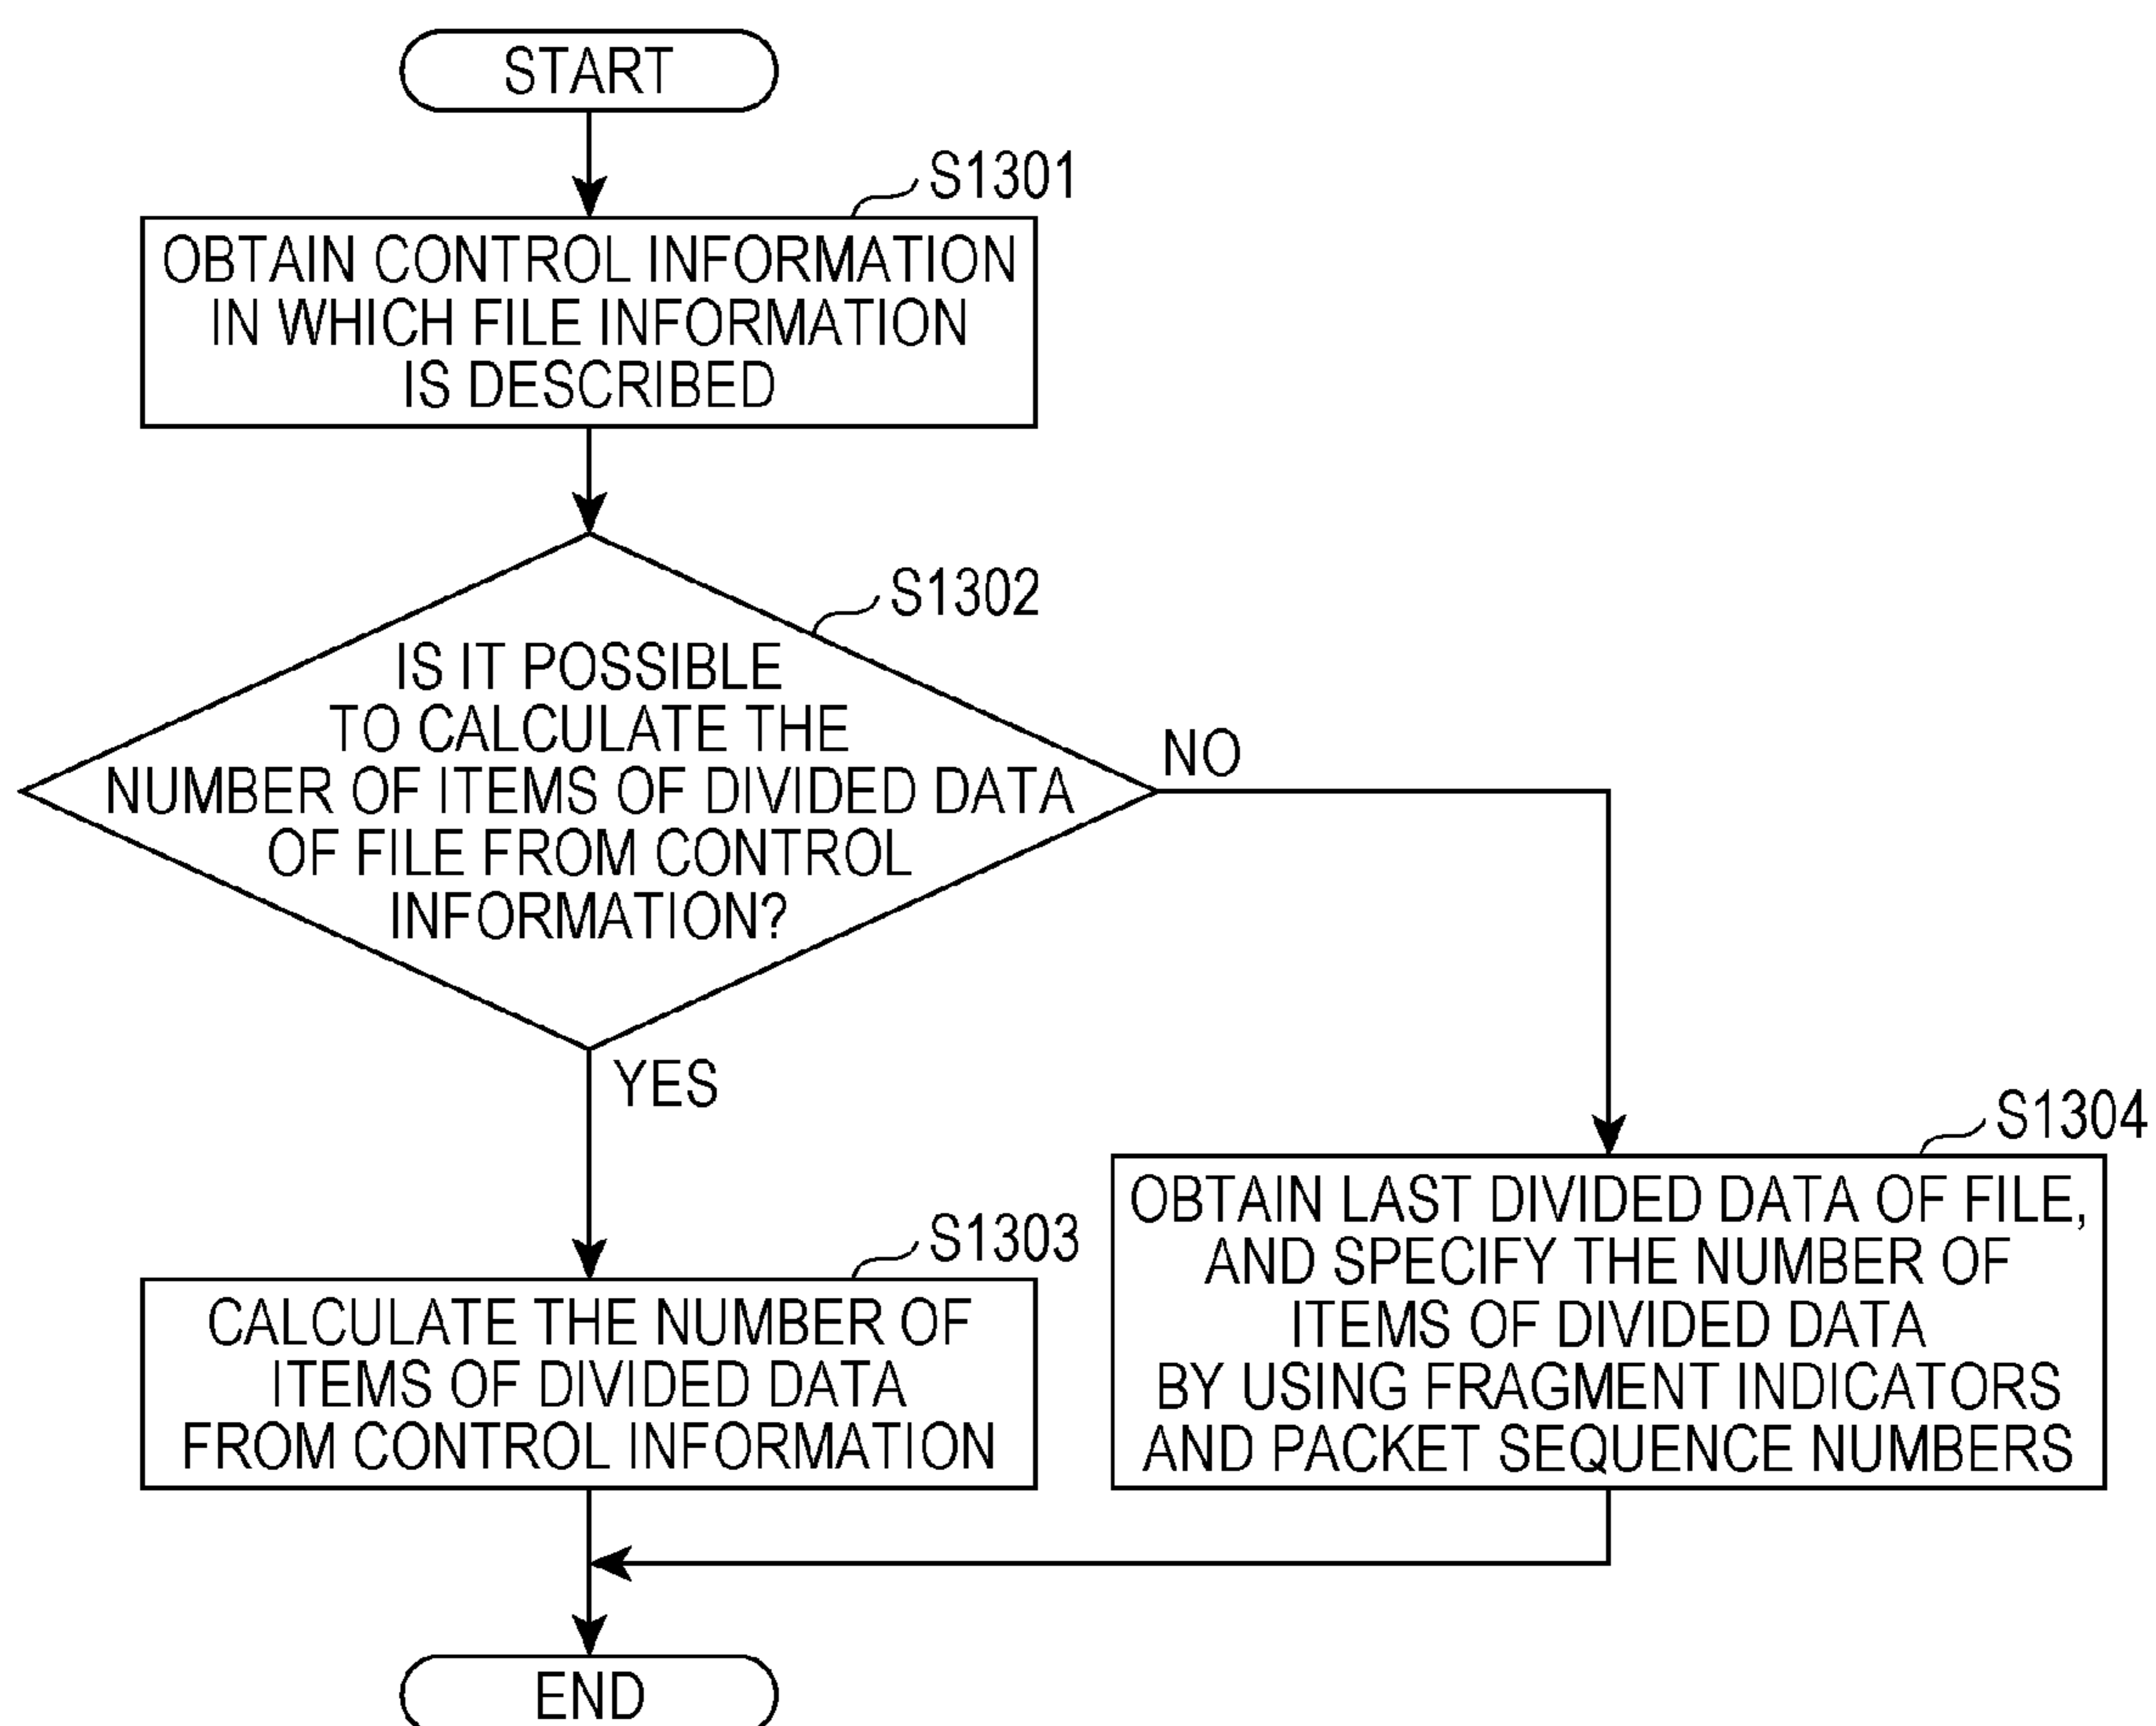 START
S1301
OBTAIN CONTROL INFORMATION
IN WHICH FILE INFORMATION
IS DESCRIBED
S1302
IS IT POSSIBLE
TO CALCULATE THE
NUMBER OF ITEMS OF DIVIDED DATA
OF FILE FROM CONTROL
INFORMATION?
NO
YES
S1303
CALCULATE THE NUMBER OF
ITEMS OF DIVIDED DATA
FROM CONTROL INFORMATION
S1304
OBTAIN LAST DIVIDED DATA OF FILE,
AND SPECIFY THE NUMBER OF
ITEMS OF DIVIDED DATA
BY USING FRAGMENT INDICATORS
AND PACKET SEQUENCE NUMBERS
END